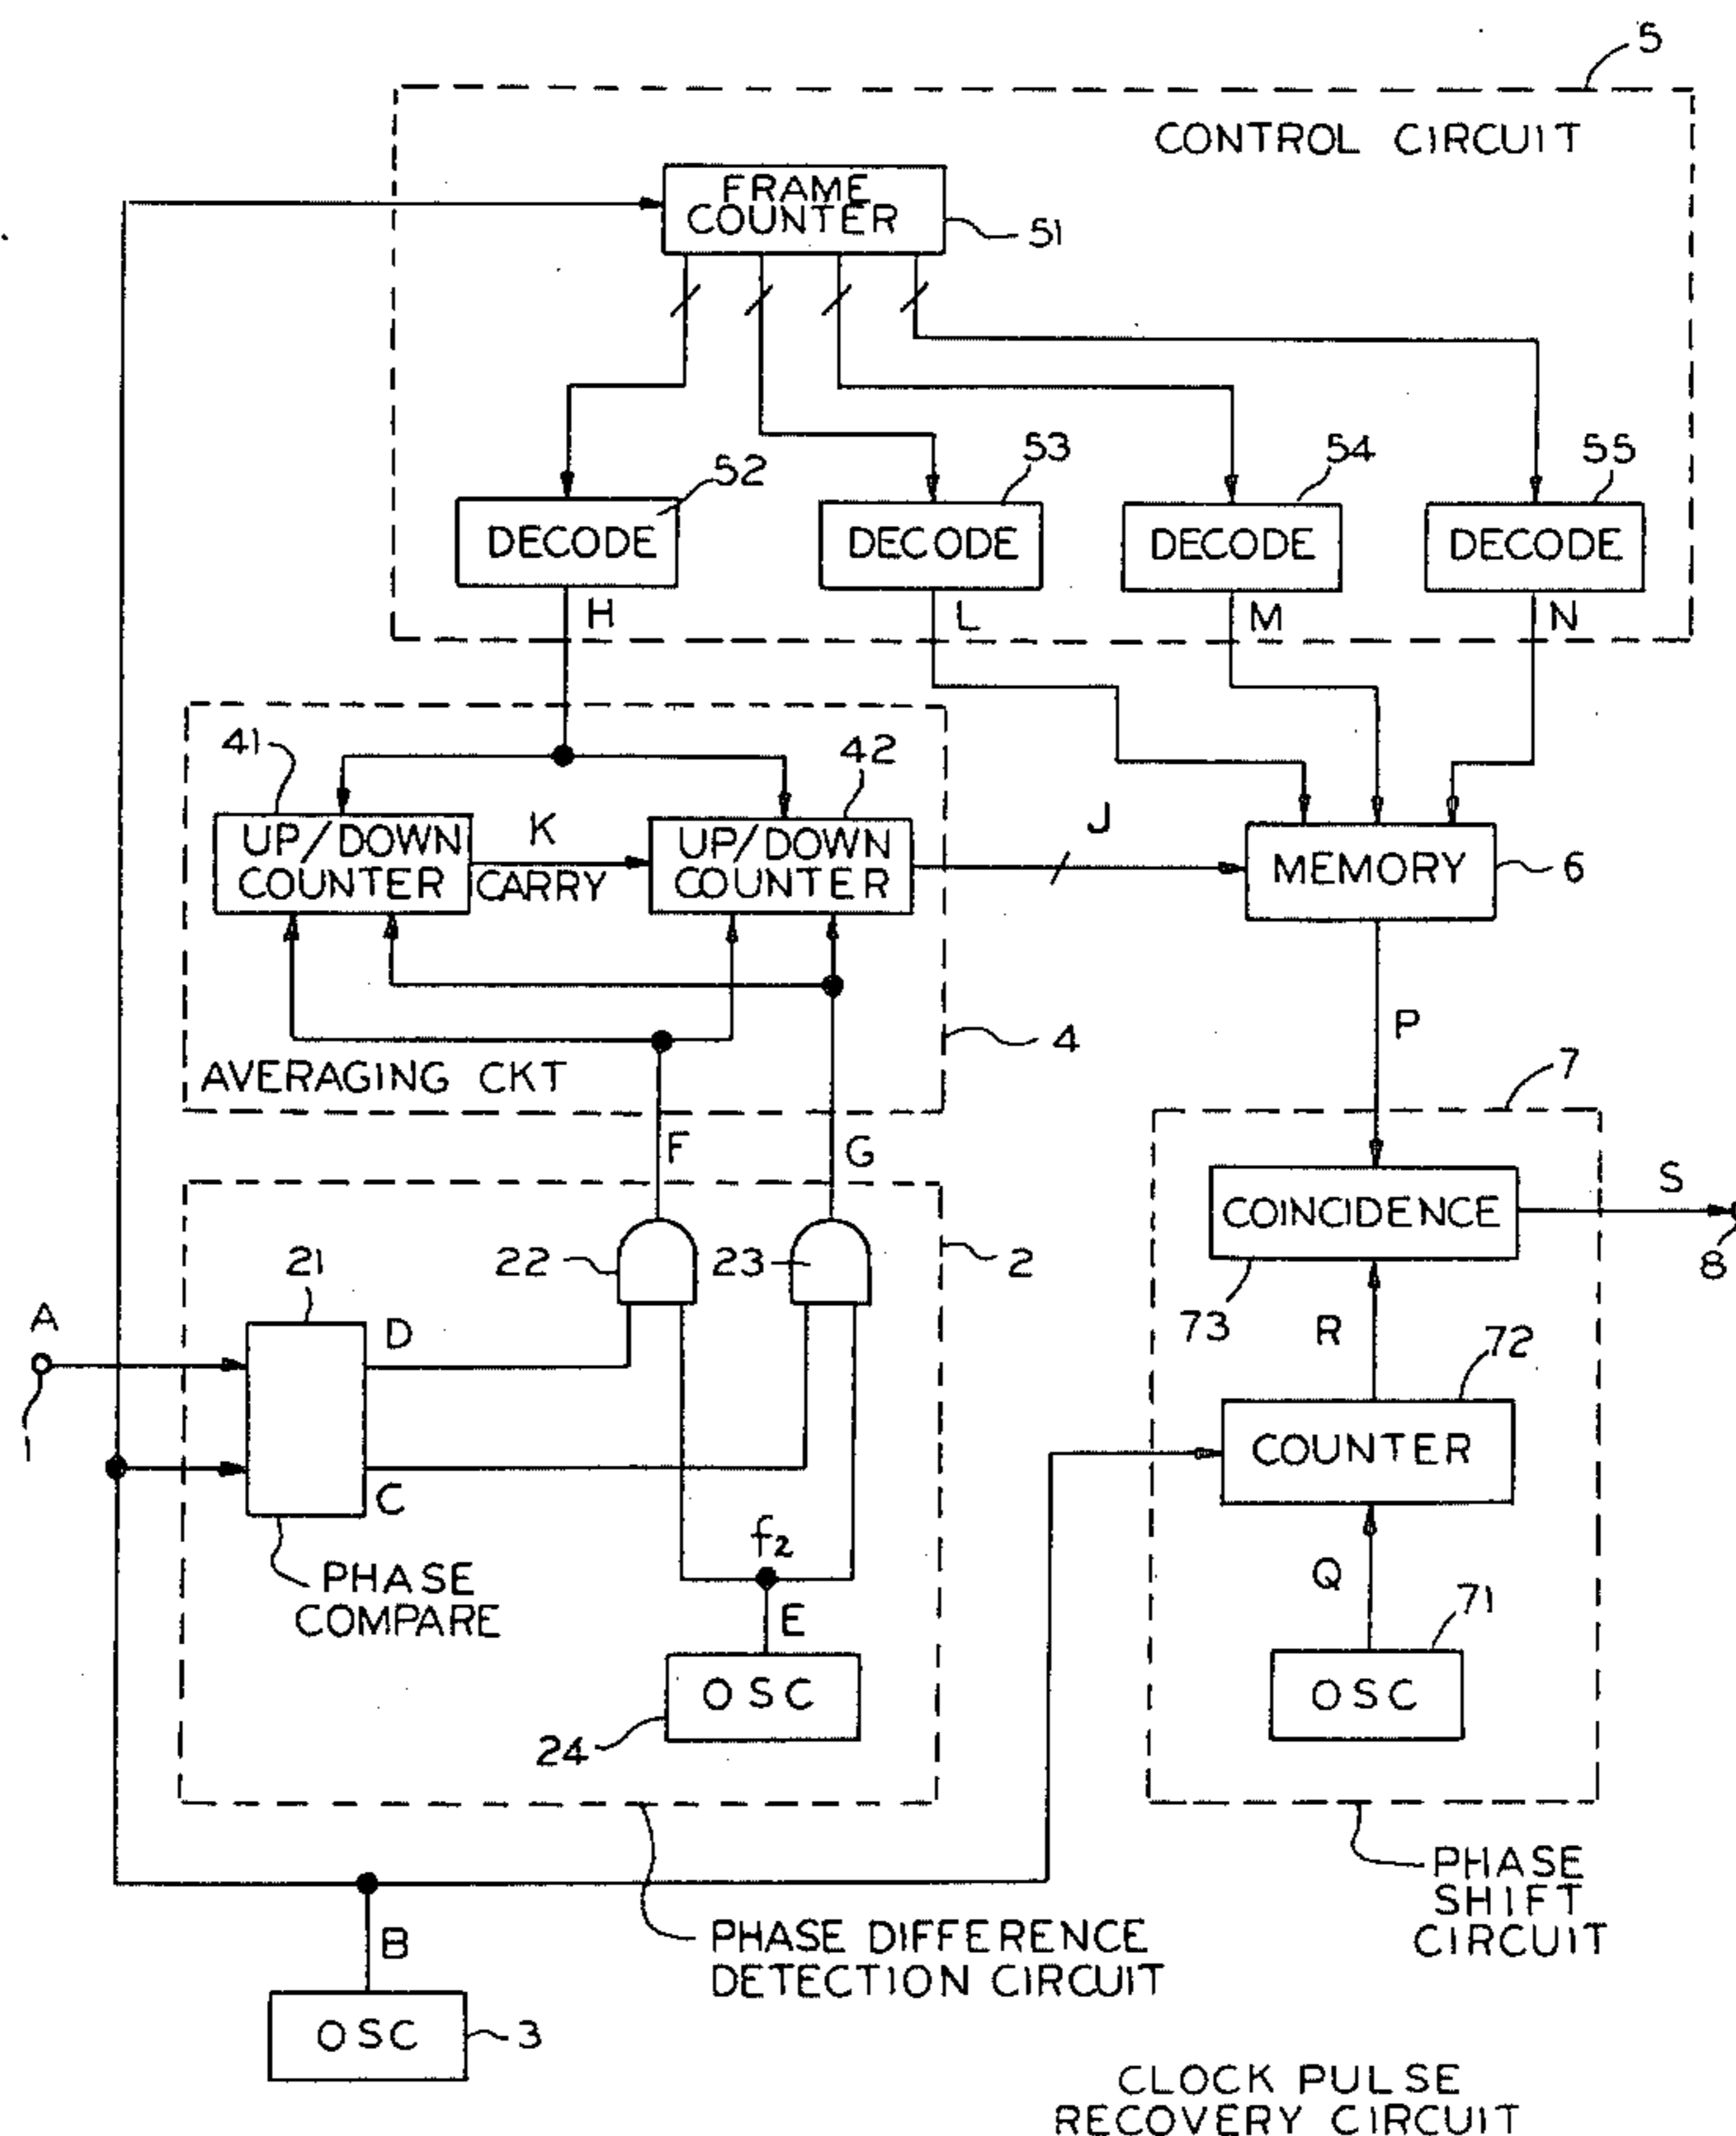 5
CONTROL CIRCUIT
FRAME
COUNTER
51
52
53
54
55
DECODE
DECODE
DECODE
DECODE
H
L
M
N
41
42
UP/DOWN
COUNTER
K
CARRY
UP/DOWN
COUNTER
J
MEMORY
6
AVERAGING CKT
4
P
7
F
G
COINCIDENCE
S
8
73
22
23
2
21
A
1
D
C
R
72
COUNTER
PHASE
COMPARE
f2
E
Q
71
OSC
24
OSC
PHASE
SHIFT
CIRCUIT
B
PHASE DIFFERENCE
DETECTION CIRCUIT
OSC
3
CLOCK PULSE
RECOVERY CIRCUIT